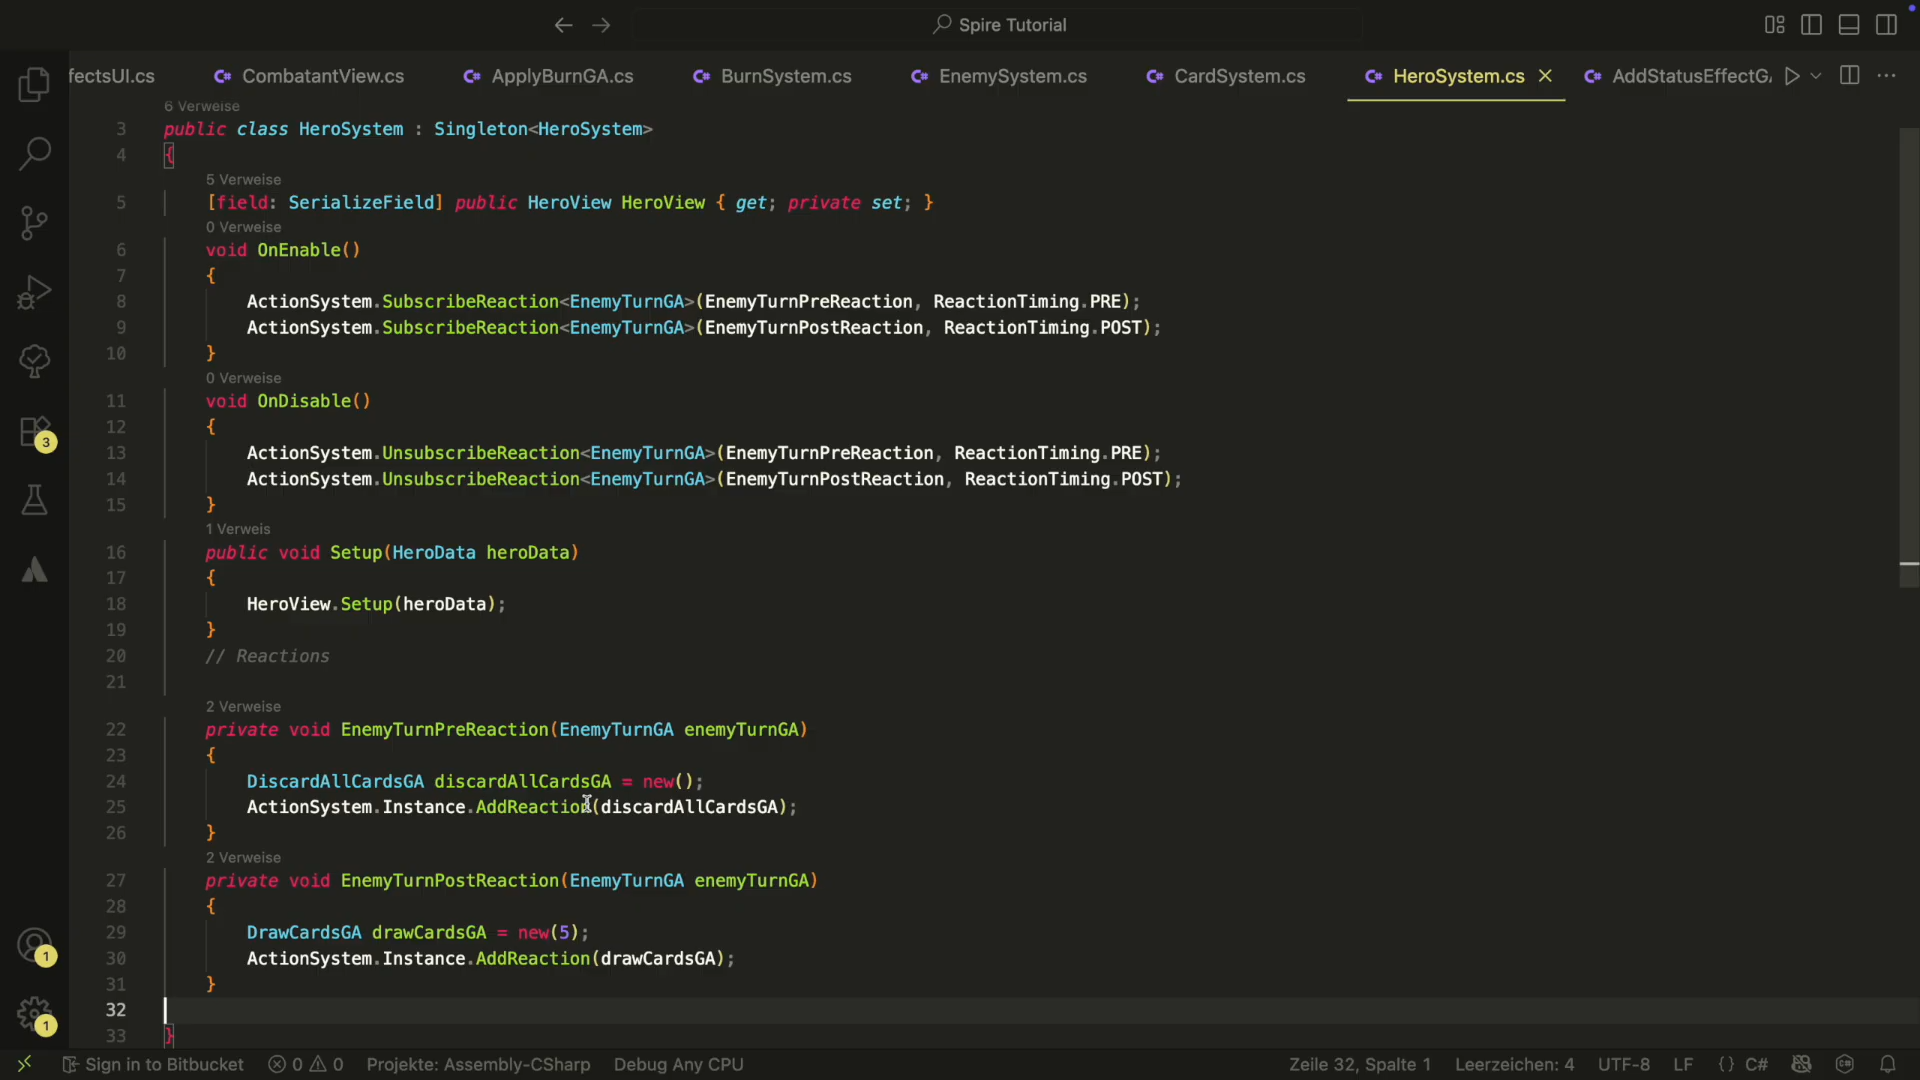 Spire Tutorial
fectsUI.cs CombatantView.cs ApplyBurnGA.cs BurnSystem.cs EnemySystem.cs CardSystem.cs HeroSystem.cs AddStatusEffectGA
6 Verweise
3 public class HeroSystem : Singleton<HeroSystem>
4 {
5 Verweise
5 [field: SerializeField] public HeroView HeroView { get; private set; }
0 Verweise
6 void OnEnable()
7 {
8 ActionSystem.SubscribeReaction<EnemyTurnGA>(EnemyTurnPreReaction, ReactionTiming.PRE);
9 ActionSystem.SubscribeReaction<EnemyTurnGA>(EnemyTurnPostReaction, ReactionTiming.POST);
10 }
0 Verweise
11 void OnDisable()
12 {
13 ActionSystem.UnsubscribeReaction<EnemyTurnGA>(EnemyTurnPreReaction, ReactionTiming.PRE);
14 ActionSystem.UnsubscribeReaction<EnemyTurnGA>(EnemyTurnPostReaction, ReactionTiming.POST);
15 }
1 Verweis
16 public void Setup(HeroData heroData)
17 {
18 HeroView.Setup(heroData);
19 }
20 // Reactions
21
2 Verweise
22 private void EnemyTurnPreReaction(EnemyTurnGA enemyTurnGA)
23 {
24 DiscardAllCardsGA discardAllCardsGA = new();
25 ActionSystem.Instance.AddReaction(discardAllCardsGA);
26 }
2 Verweise
27 private void EnemyTurnPostReaction(EnemyTurnGA enemyTurnGA)
28 {
29 DrawCardsGA drawCardsGA = new(5);
30 ActionSystem.Instance.AddReaction(drawCardsGA);
31 }
32
33 }
3
1
1
Sign in to Bitbucket 0 0 Projekte: Assembly-CSharp Debug Any CPU Zeile 32, Spalte 1 Leerzeichen: 4 UTF-8 LF {} C#